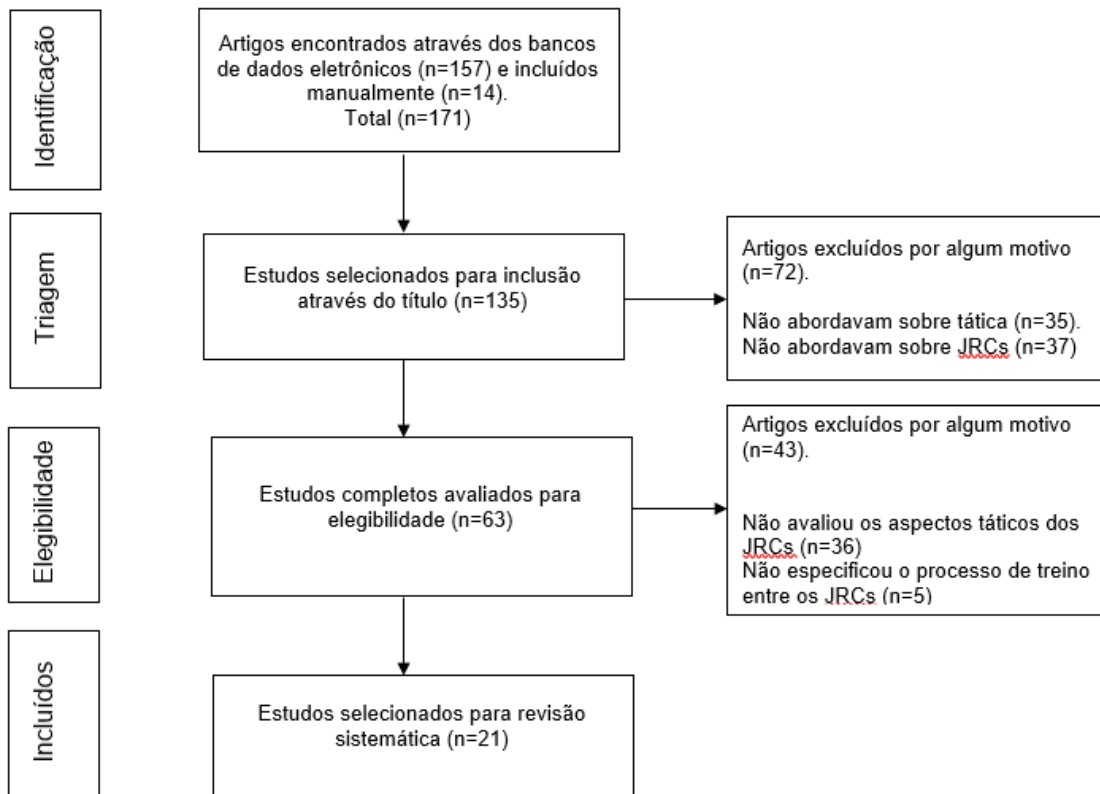 Identificação
Artigos encontrados através dos bancos
de dados eletrônicos (n=157) e incluídos
manualmente (n=14).
Total (n=171)
Triagem
Estudos selecionados para inclusão
através do título (n=135)
Artigos excluídos por algum motivo
(n=72).
Não abordavam sobre tática (n=35).
Não abordavam sobre JRCs (n=37)
Elegibilidade
Estudos completos avaliados para
elegibilidade (n=63)
Artigos excluídos por algum motivo
(n=43).
Não avaliou os aspectos táticos dos
JRCs (n=36)
Não especificou o processo de treino
entre os JRCs (n=5)
Incluídos
Estudos selecionados para revisão
sistemática (n=21)